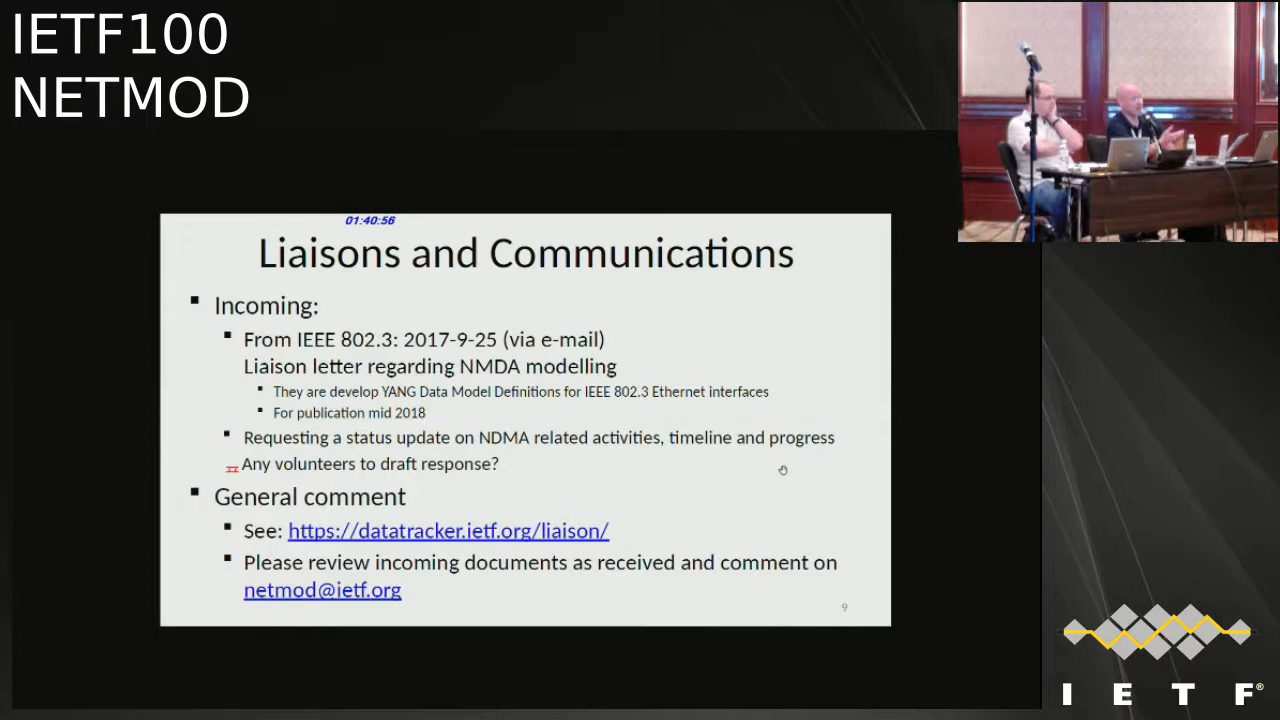 IETF100
NETMOD
01:40:56
Liaisons and Communications
Incoming:
From IEEE 802.3: 2017-9-25 (via e-mail)
Liaison letter regarding NMDA modelling
They are develop YANG Data Model Definitions for IEEE 802.3 Ethernet interfaces
For publication mid 2018
Requesting a status update on NDMA related activities, timeline and progress
Any volunteers to draft response?
General comment
See: https://datatracker.ietf.org/liaison/
Please review incoming documents as received and comment on
netmod@ietf.org
9
I E T F®